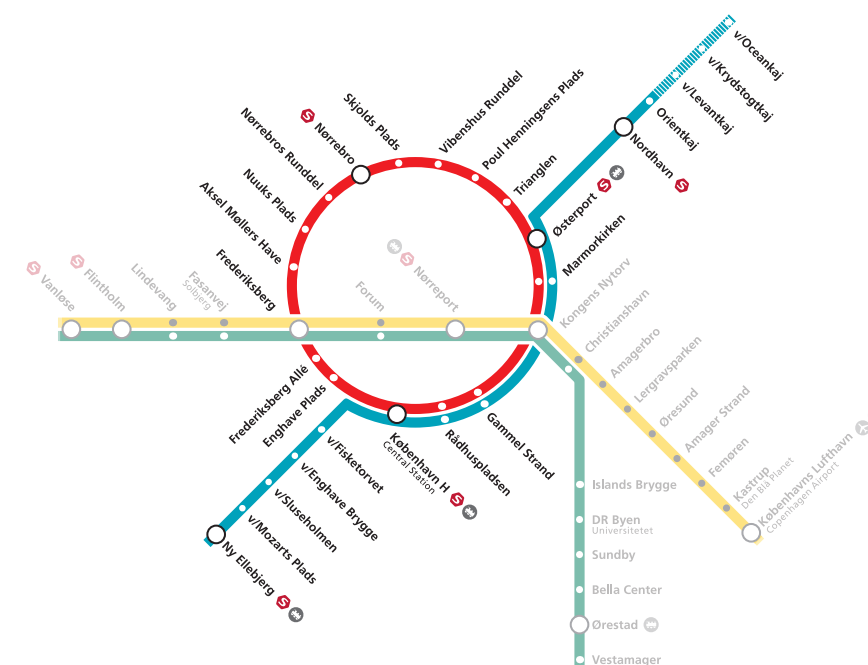 v/Oceankaj
v/Krydstogtkaj
v/Levantkaj
Orientkaj
Nordhavn S
Poul Henningsens Plads
Vibenshus Runddel
Skjolds Plads
S Nørrebro
Nørrebros Runddel
Nuuks Plads
Aksel Møllers Have
Frederiksberg
Trianglen
Østerport S
Marmorkirken
S Vanløse
S Flintholm
Lindevang
Fasanvej
Solbjerg
Forum
S Nørreport
Kongens Nytorv
Christianshavn
Amagerbro
Lergravsparken
Øresund
Amager Strand
Femøren
Kastrup
Den Blå Planet
Københavns Lufthavn
Copenhagen Airport
Frederiksberg Allé
Enghave Plads
København H S
Central Station
Rådhuspladsen
Gammel Strand
v/Fisketorvet
v/Enghave Brygge
v/Sluseholmen
v/Mozarts Plads
Ny Ellebjerg S
Islands Brygge
DR Byen
Universitetet
Sundby
Bella Center
Ørestad
Vestamager